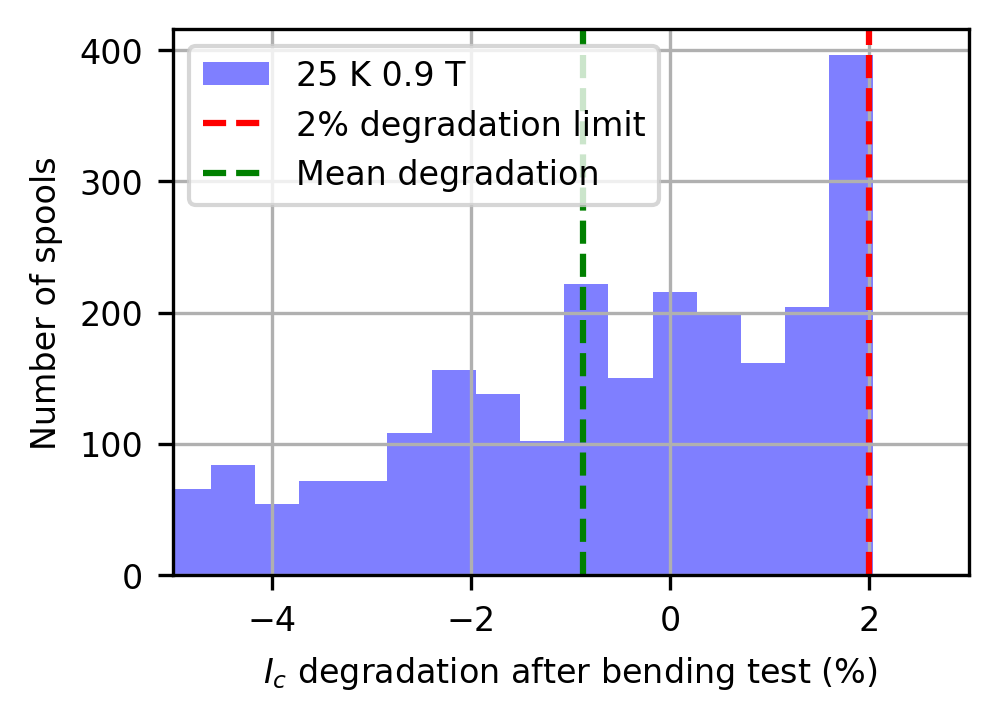 400
300
200
100
0
Number of spools
25 K 0.9 T
2% degradation limit
Mean degradation
−4
−2
0
2
I_c degradation after bending test (%)